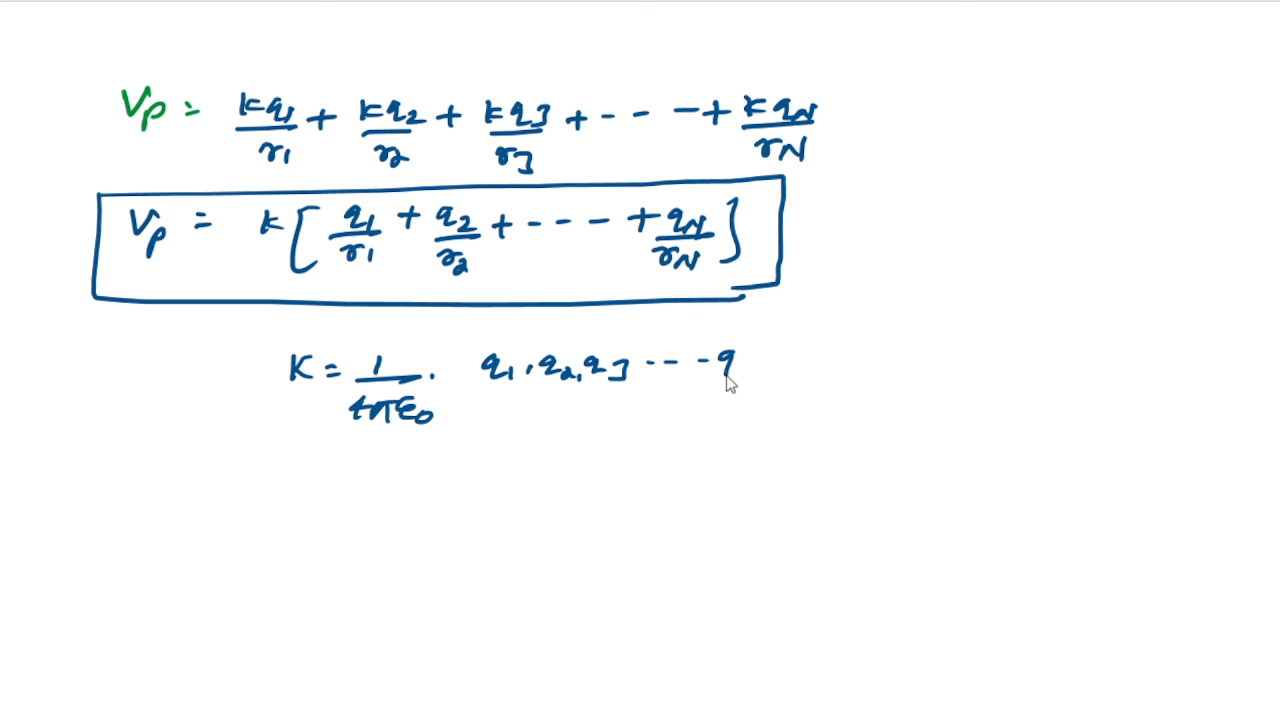 Vp = kq1/r1 + kq2/r2 + kq3/r3 + - - - + kqN/rN
Vp = k[q1/r1 + q2/r2 + - - - + qN/rN]
K = 1/4πε0 . q1, q2, q3 - - - q